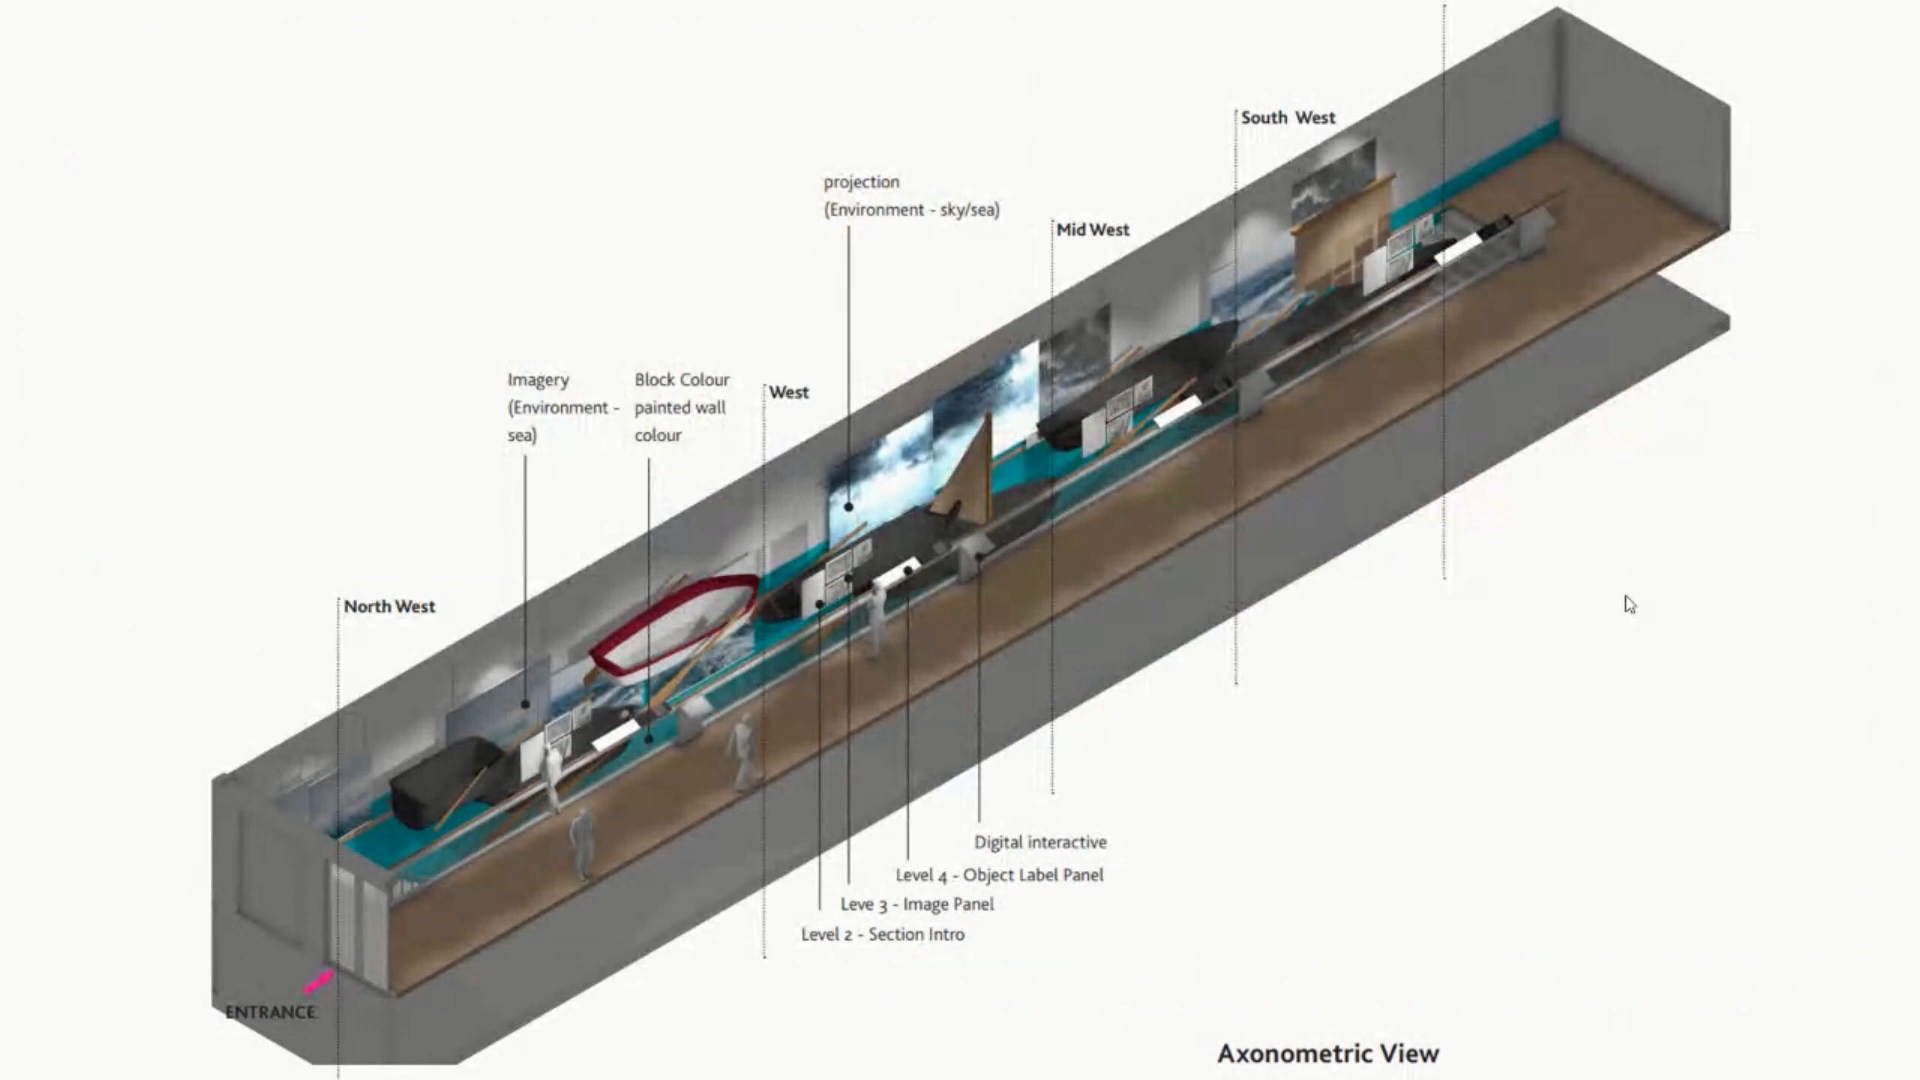 South West
projection
(Environment - sky/sea)
Mid West
Imagery
(Environment -
sea)
Block Colour
painted wall
colour
West
North West
Digital interactive
Level 4 - Object Label Panel
Leve 3 - Image Panel
Level 2 - Section Intro
ENTRANCE
Axonometric View